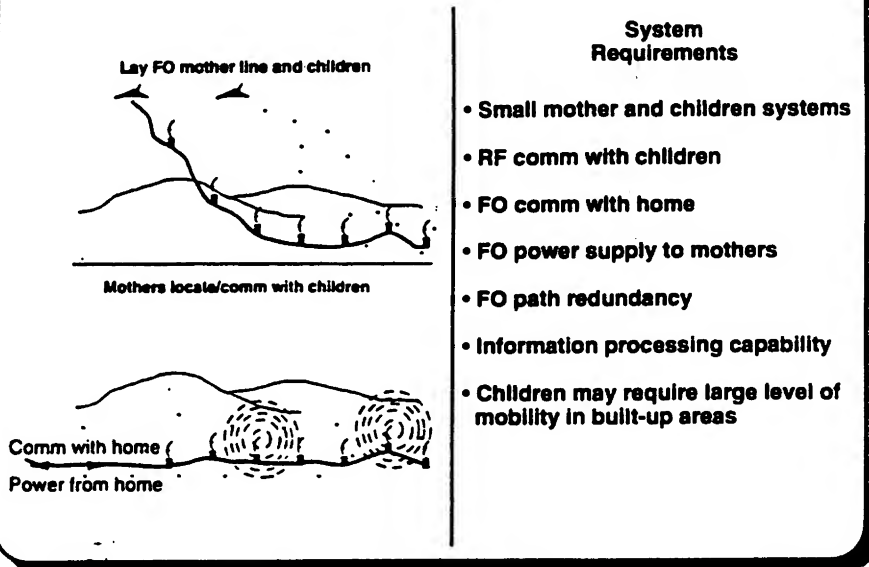 Lay FO mother line and children
Mothers locate/comm with children
Comm with home
Power from home
System
Requirements
• Small mother and children systems
• RF comm with children
• FO comm with home
• FO power supply to mothers
• FO path redundancy
• Information processing capability
• Children may require large level of
mobility in built-up areas